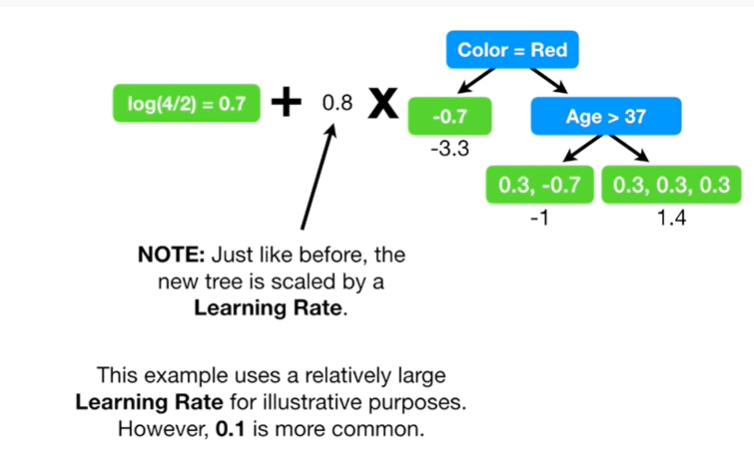 Color = Red
log(4/2) = 0.7 + 0.8 X
-0.7
Age > 37
-3.3
0.3, -0.7
0.3, 0.3, 0.3
-1
1.4
NOTE: Just like before, the
new tree is scaled by a
Learning Rate.
This example uses a relatively large
Learning Rate for illustrative purposes.
However, 0.1 is more common.